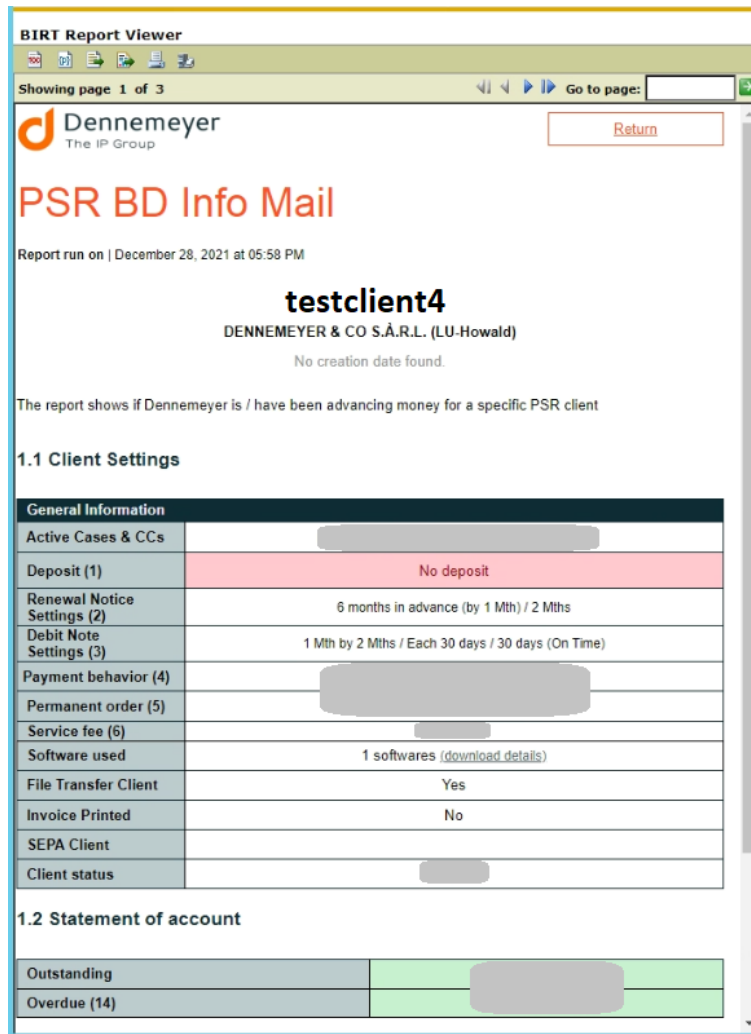 BIRT Report Viewer
Showing page 1 of 3 Go to page:
Dennemeyer
The IP Group
Return
PSR BD Info Mail
Report run on | December 28, 2021 at 05:58 PM
testclient4
DENNEMEYER & CO S.À.R.L. (LU-Howald)
No creation date found.
The report shows if Dennemeyer is / have been advancing money for a specific PSR client
1.1 Client Settings
General Information
Active Cases & CCs
Deposit (1) No deposit
Renewal Notice
Settings (2) 6 months in advance (by 1 Mth) / 2 Mths
Debit Note
Settings (3) 1 Mth by 2 Mths / Each 30 days / 30 days (On Time)
Payment behavior (4)
Permanent order (5)
Service fee (6)
Software used 1 softwares (download details)
File Transfer Client Yes
Invoice Printed No
SEPA Client
Client status
1.2 Statement of account
Outstanding
Overdue (14)